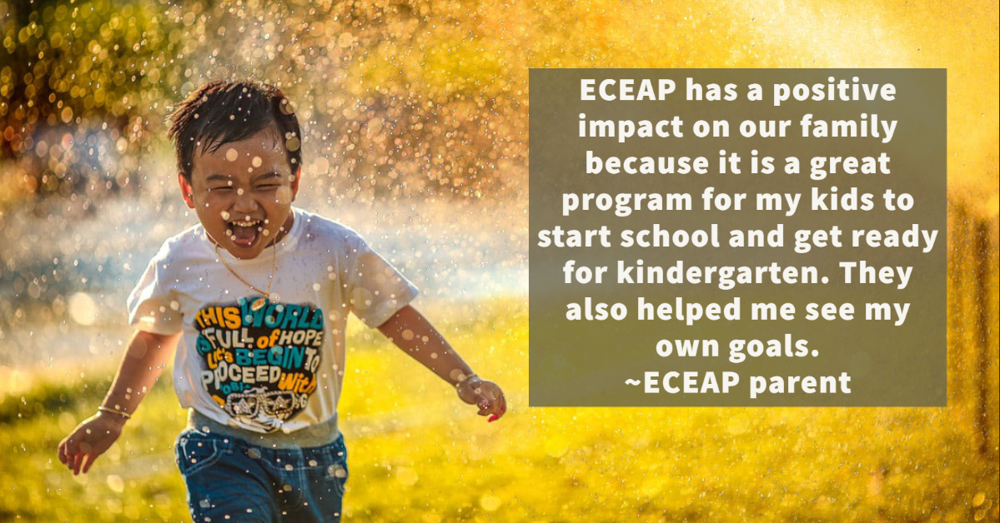 ECEAP has a positive
impact on our family
because it is a great
program for my kids to
start school and get ready
for kindergarten. They
also helped me see my
own goals.
~ECEAP parent
THIS WORLD
FULL of HOPE
Let's BEGIN TO
PROCEED With